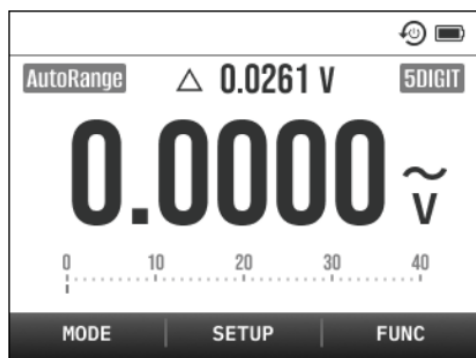 AutoRange △ 0.0261 V 5DIGIT
0.0000 ~ V
0 10 20 30 40
MODE SETUP FUNC